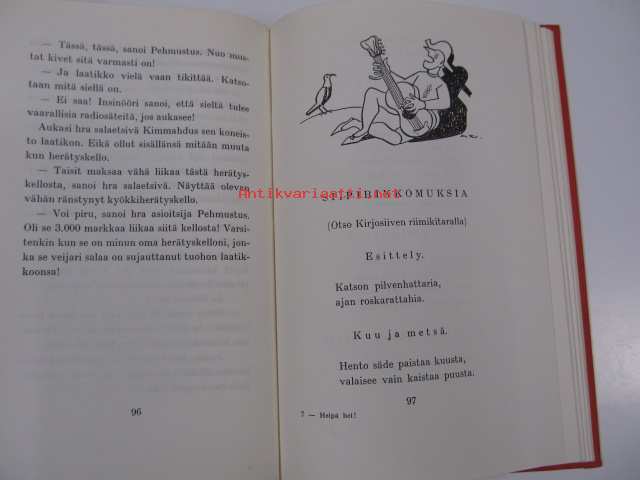 — Tässä, tässä, sanoi Pehmustus. Nuo mus-
tat kivet sitä varmasti on!
— Ja laatikko vielä vaan tikittää. Katso-
taan mitä siellä on.
— Ei saa! Insinööri sanoi, että sieltä tulee
vaarallisia radiosäteitä, jos aukasee!
Aukasi hra salaetsivä Kimmahdus sen koneis-
to laatikon. Eikä ollut sisällänsä mitään muuta
kun herätyskello.
— Taisit maksaa vähä liikaa tästä herätys-
kellosta, sanoi hra salaetsivä. Näyttää olevan
vähän ränstynyt kyökkiherätyskello.
— Voi piru, sanoi hra asioitsija Pehmustus.
Oli se 3.000 markkaa liikaa siitä kellosta! Varsi-
tenkin kun se on minun oma herätyskelloni, jon-
ka se veijari salaa on sujauttanut tuohon laatik-
koonsa!
96
Antikvariaatti.net
(Otso Kirjosiiven riimikitaralla)
Esittely.
Katson pilvenhattaria,
ajan roskarattahia.
Kuu ja metsä.
Hento säde paistaa kuusta,
valaisee vain kaistaa puusta.
97
7 — Heipä hei!